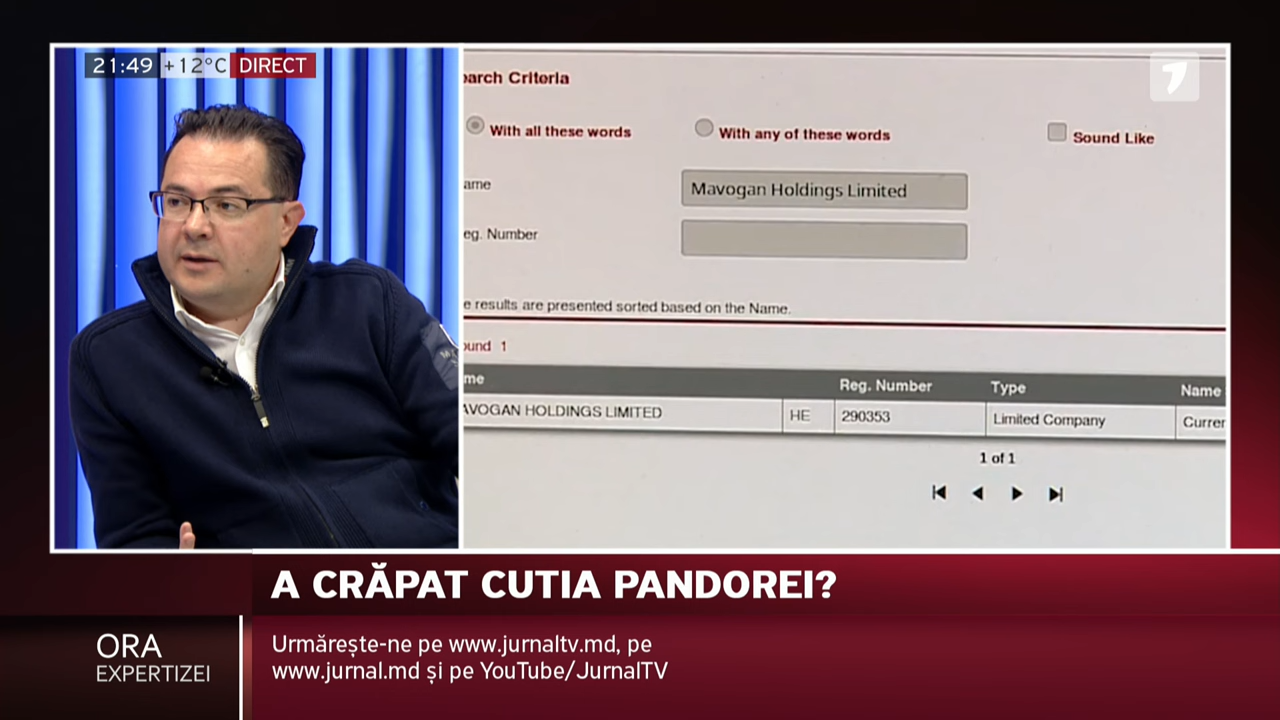 21:49 +12°C DIRECT
arch Criteria
With all these words
With any of these words
Sound Like
ame
Mavogan Holdings Limited
eg. Number
e results are presented sorted based on the Name.
ound 1
me
Reg. Number
Type
Name
AVOGAN HOLDINGS LIMITED
HE
290353
Limited Company
Curren
1 of 1
A CRĂPAT CUTIA PANDOREI?
ORA
EXPERTIZEI
Urmărește-ne pe www.jurnaltv.md, pe
www.jurnal.md și pe YouTube/JurnalTV